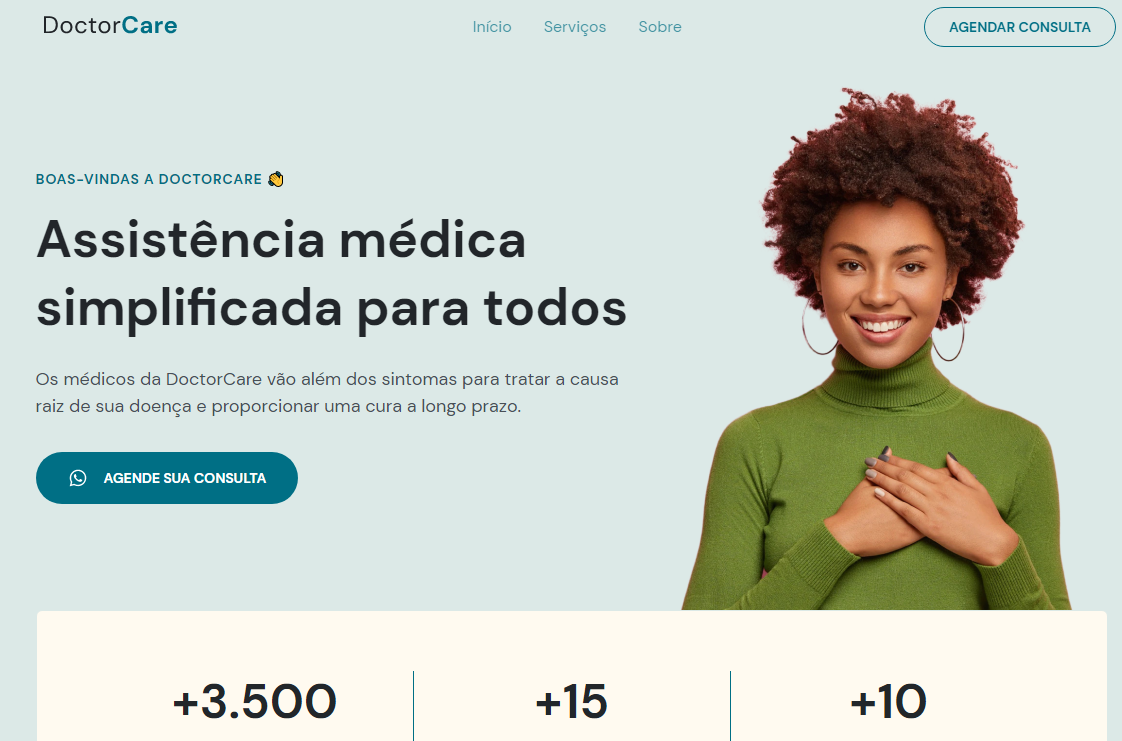 DoctorCare
Início Serviços Sobre
AGENDAR CONSULTA
BOAS-VINDAS A DOCTORCARE 👋
Assistência médica
simplificada para todos
Os médicos da DoctorCare vão além dos sintomas para tratar a causa
raiz de sua doença e proporcionar uma cura a longo prazo.
AGENDE SUA CONSULTA
+3.500 +15 +10